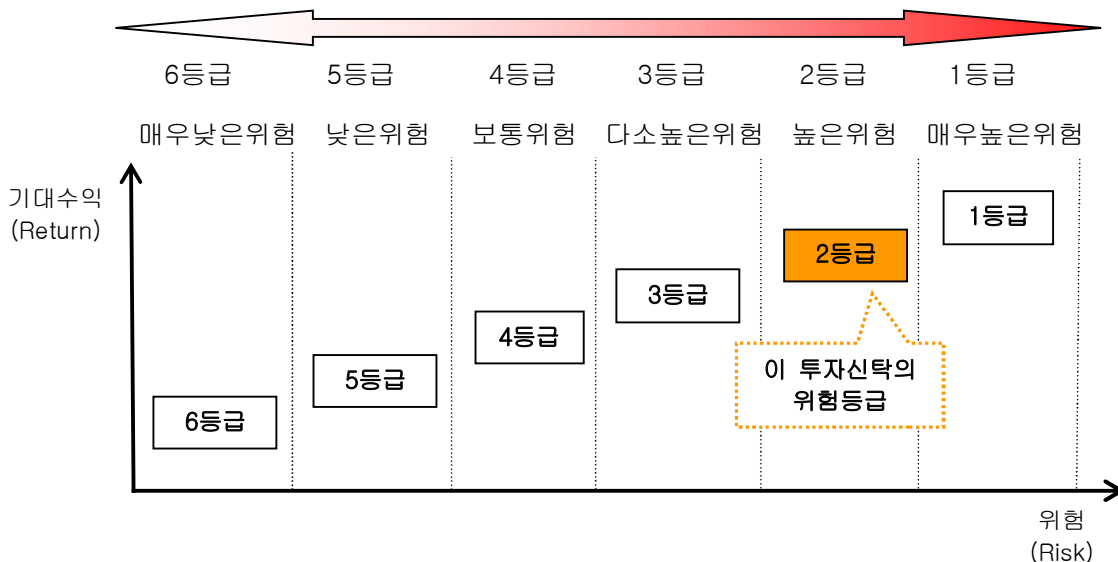 6등급 5등급 4등급 3등급 2등급 1등급
매우낮은위험 낮은위험 보통위험 다소높은위험 높은위험 매우높은위험
기대수익
(Return)
1등급
2등급
3등급
4등급
이 투자신탁의
위험등급
5등급
6등급
위험
(Risk)